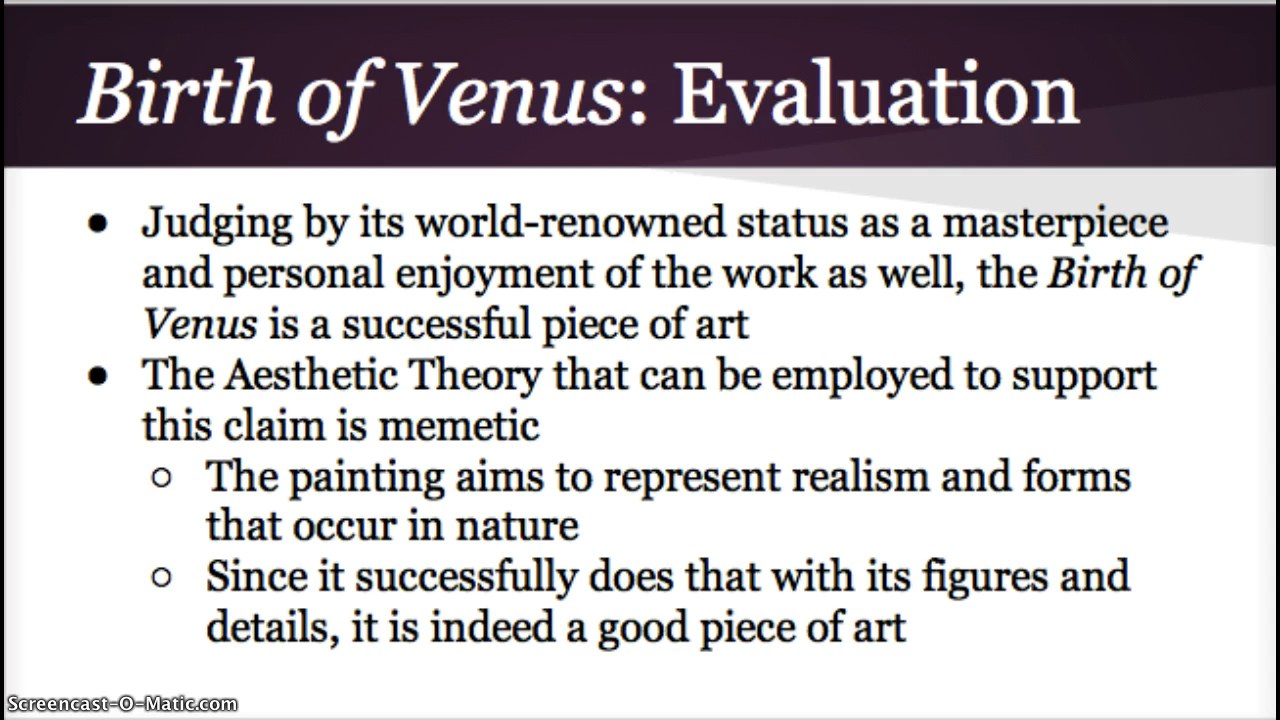 Birth of Venus: Evaluation
● Judging by its world-renowned status as a masterpiece
and personal enjoyment of the work as well, the Birth of
Venus is a successful piece of art
● The Aesthetic Theory that can be employed to support
this claim is memetic
○ The painting aims to represent realism and forms
that occur in nature
○ Since it successfully does that with its figures and
details, it is indeed a good piece of art
Screencast-O-Matic.com